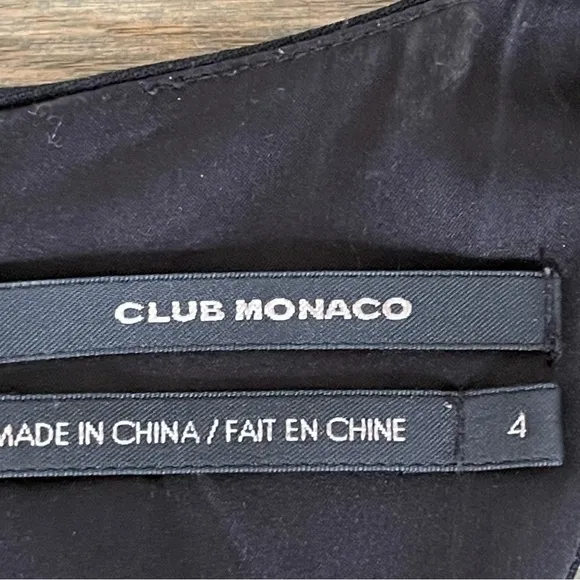 CLUB MONACO
MADE IN CHINA / FAIT EN CHINE 4